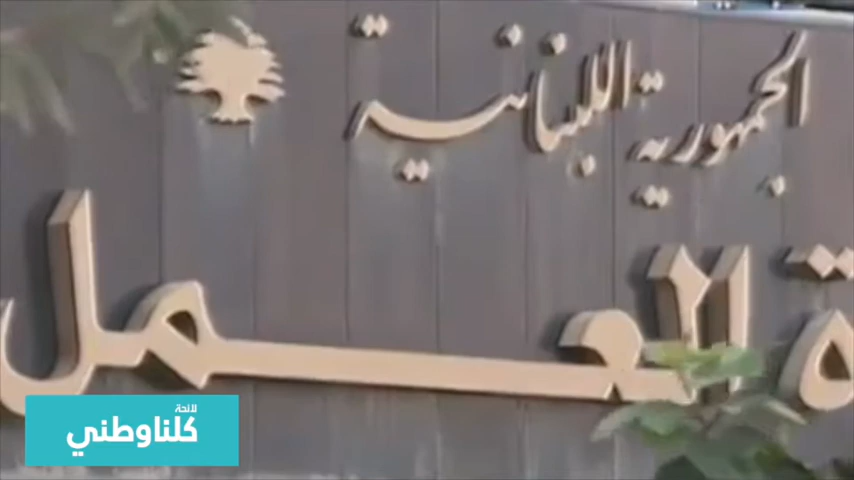 الجمهورية اللبنانية
ة العمل
لائحة
كلناوطني